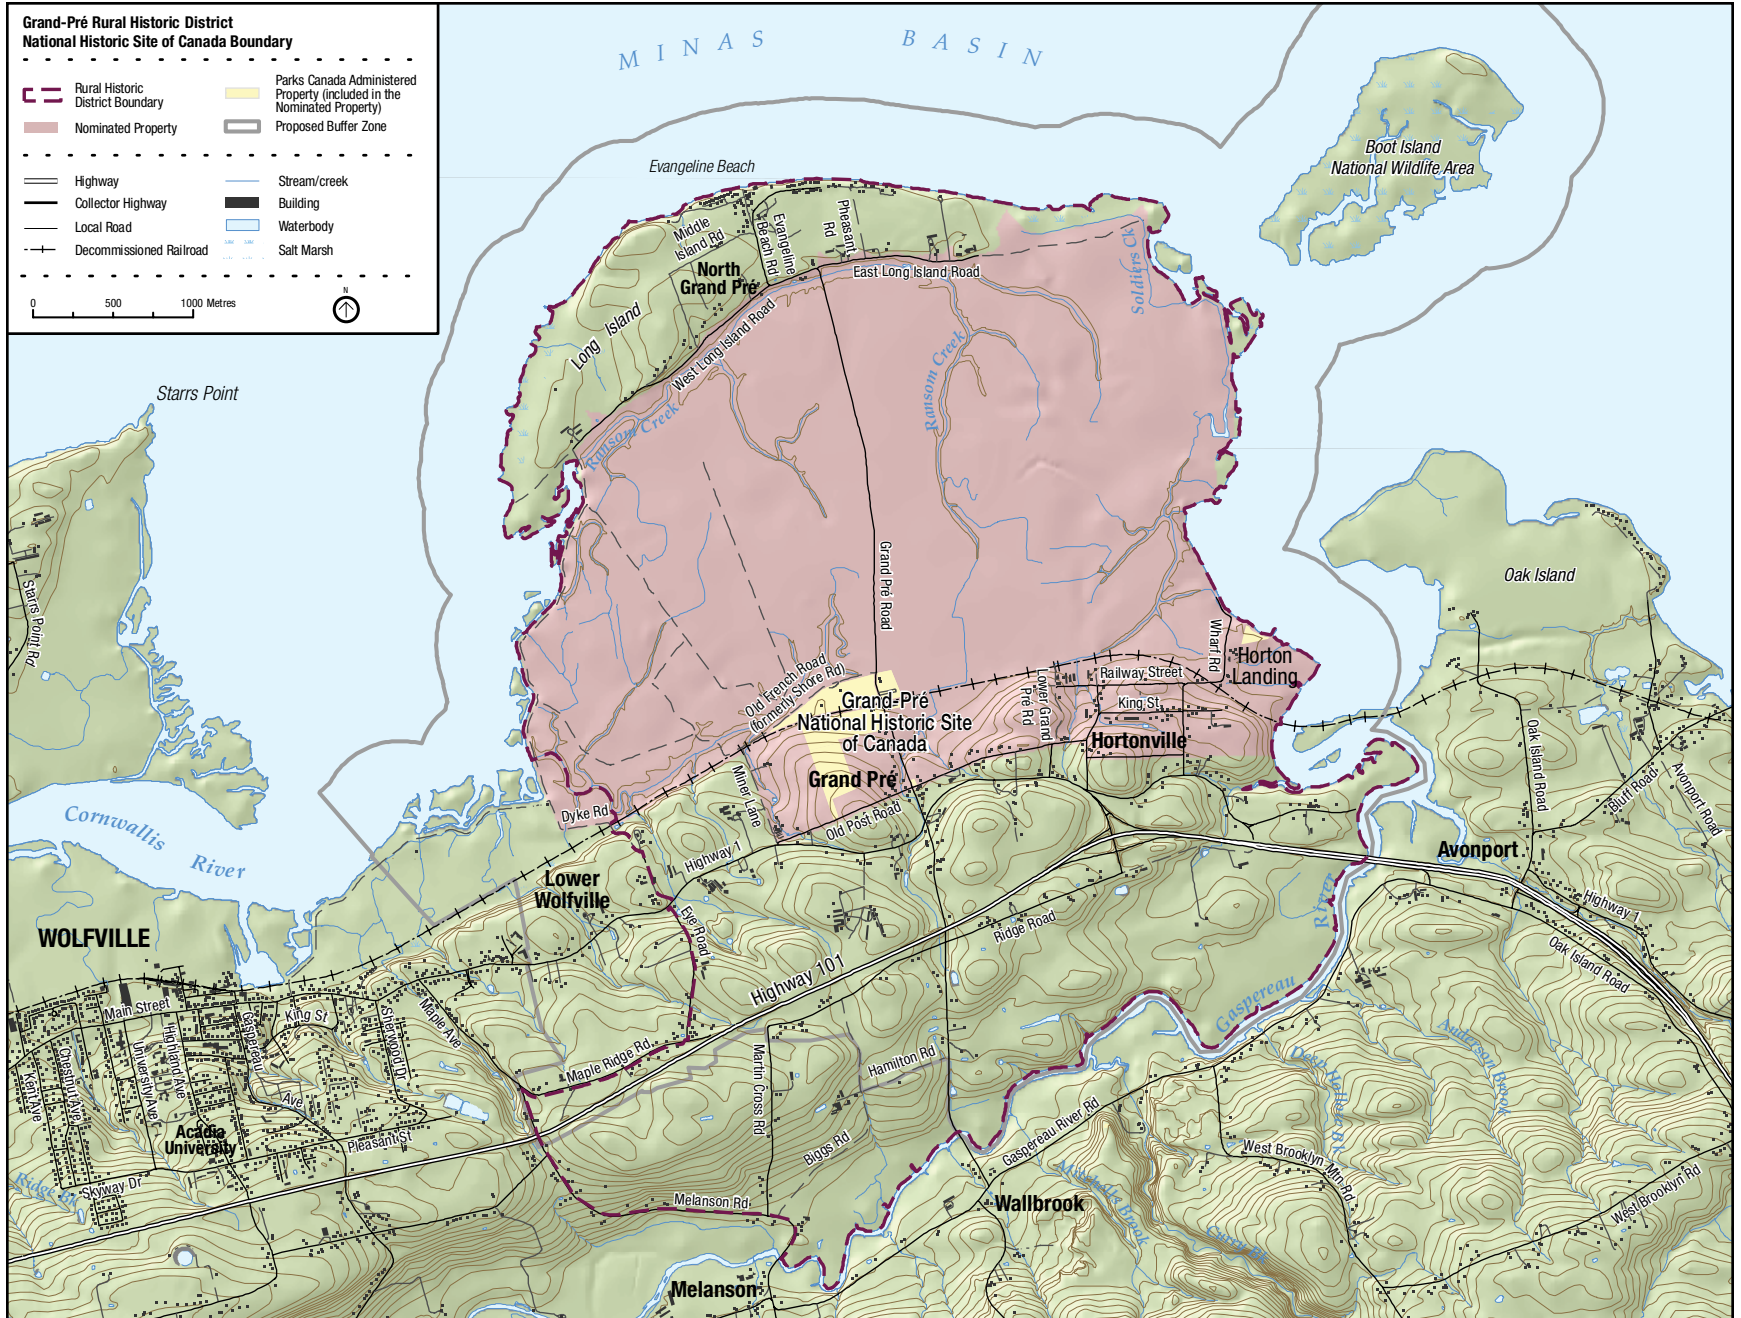 Grand-Pré Rural Historic District
National Historic Site of Canada Boundary
Rural Historic
District Boundary
Nominated Property
Parks Canada Administered
Property (included in the
Nominated Property)
Proposed Buffer Zone
Highway
Collector Highway
Local Road
Decommissioned Railroad
Stream/creek
Building
Waterbody
Salt Marsh
0 500 1000 Metres
N
MINAS BASIN
Evangeline Beach
Boot Island
National Wildlife Area
Middle
Island Rd
Evangeline
Beach Rd
Pheasant
Rd
North
Grand Pré
East Long Island Road
Soldiers Ck
Long Island
West Long Island Road
Ransom Creek
Ransom Creek
Starrs Point
Starrs Point Rd
Grand Pré Road
Oak Island
Old French Road
(formerly Shore Rd)
Wharf Rd
Horton
Landing
Lower Grand
Pré Rd
Railway Street
King St
Grand-Pré
National Historic Site
of Canada
Hortonville
Grand Pré
Miner Lane
Old Post Road
Dyke Rd
Highway 1
Oak Island Road
Bluff Road
Avonport Road
Avonport
Highway 1
Oak Island Road
Cornwallis
River
WOLFVILLE
Lower
Wolfville
Eye Road
Ridge Road
Highway 101
Gaspereau
River
Main Street
King St
Maple Ave
Sherwood Dr
Gaspereau
Ave
Highland Ave
University Ave
Chestnut Ave
Kent Ave
Acadia
University
Pleasant St
Skyway Dr
Ridge Bk
Maple Ridge Rd
Martin Cross Rd
Hamilton Rd
Biggs Rd
Melanson Rd
Melanson
Gaspereau River Rd
Wallbrook
Mitchells Brook
Curry Bk
Deep Hollow Bk
Anderson Brook
West Brooklyn Mtn Rd
West Brooklyn Rd